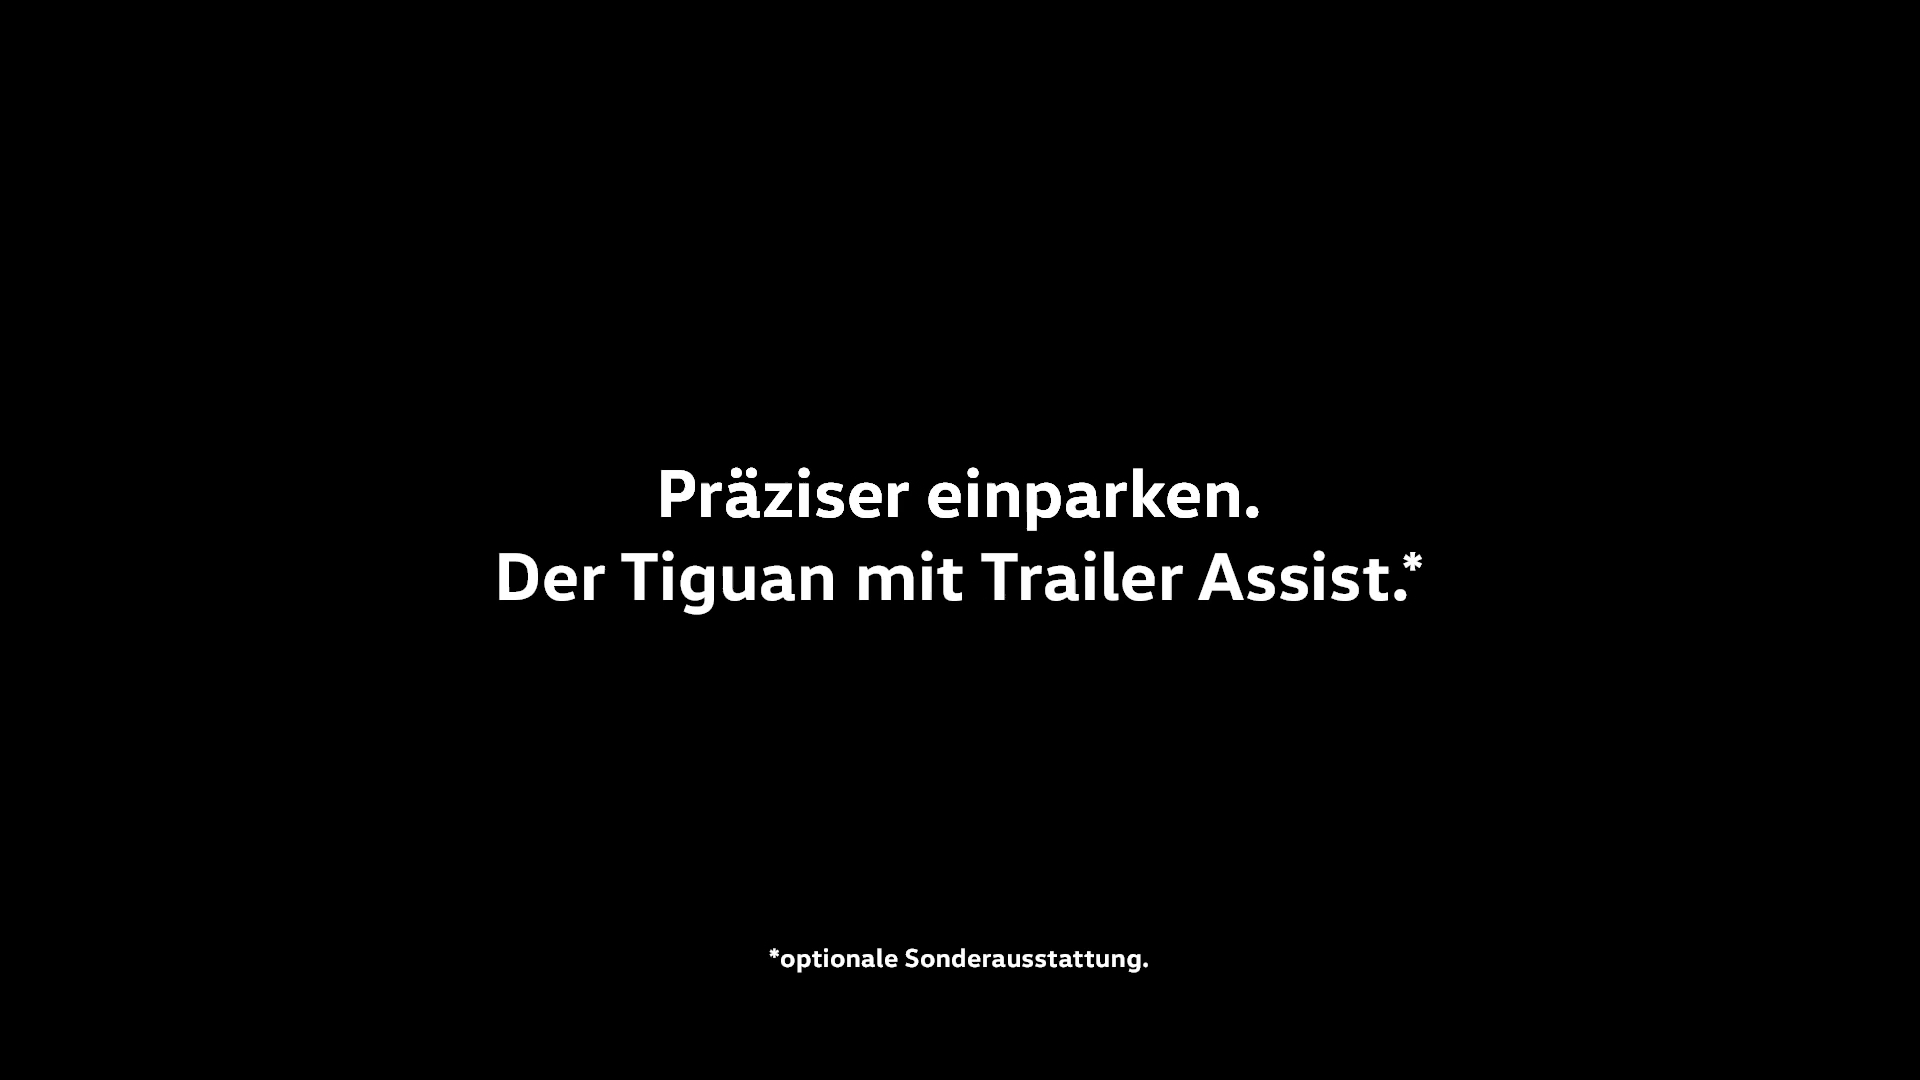 Präziser einparken.
Der Tiguan mit Trailer Assist.*
*optionale Sonderausstattung.